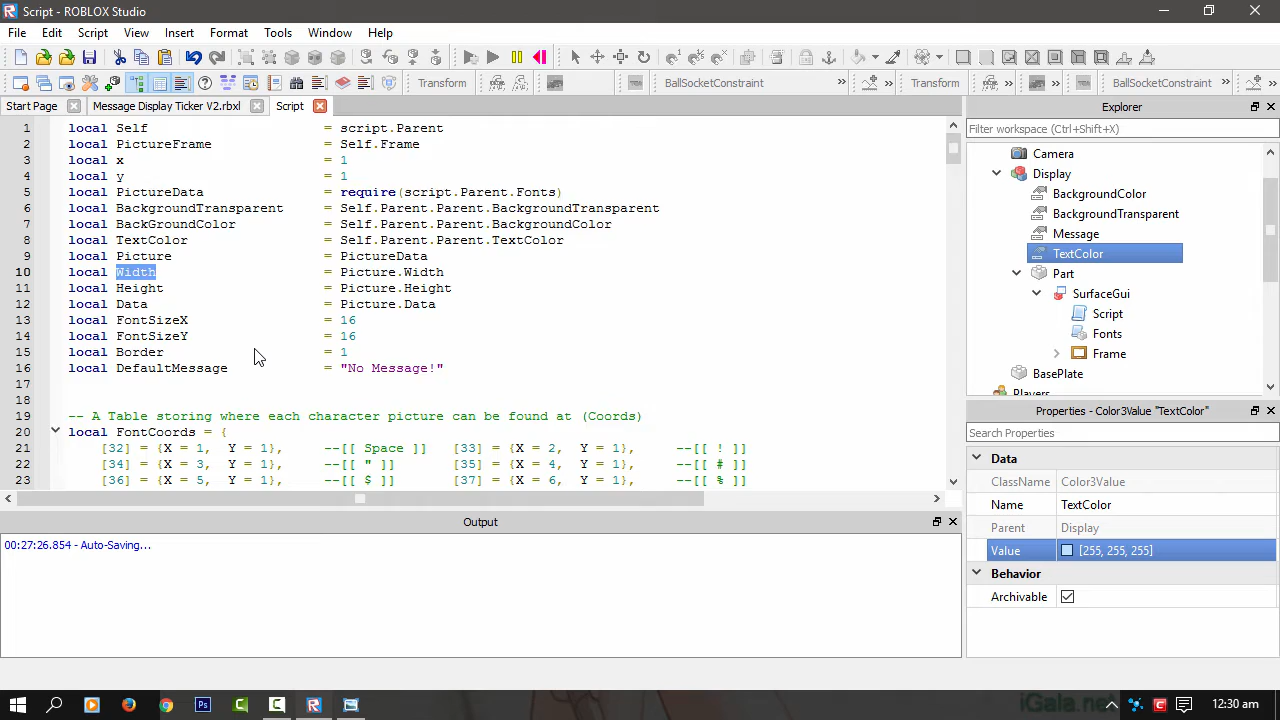 Script - ROBLOX Studio
File Edit Script View Insert Format Tools Window Help
Transform BallSocketConstraint Transform BallSocketConstraint
Start Page Message Display Ticker V2.rbxl Script
1 local Self = script.Parent
2 local PictureFrame = Self.Frame
3 local x = 1
4 local y = 1
5 local PictureData = require(script.Parent.Fonts)
6 local BackgroundTransparent = Self.Parent.Parent.BackgroundTransparent
7 local BackGroundColor = Self.Parent.Parent.BackgroundColor
8 local TextColor = Self.Parent.Parent.TextColor
9 local Picture = PictureData
10 local Width = Picture.Width
11 local Height = Picture.Height
12 local Data = Picture.Data
13 local FontSizeX = 16
14 local FontSizeY = 16
15 local Border = 1
16 local DefaultMessage = "No Message!"
17
18
19 -- A Table storing where each character picture can be found at (Coords)
20 local FontCoords = {
21 [32] = {X = 1, Y = 1}, --[[ Space ]] [33] = {X = 2, Y = 1}, --[[ ! ]]
22 [34] = {X = 3, Y = 1}, --[[ " ]] [35] = {X = 4, Y = 1}, --[[ # ]]
23 [36] = {X = 5, Y = 1}, --[[ $ ]] [37] = {X = 6, Y = 1}, --[[ % ]]
Output
00:27:26.854 - Auto-Saving...
Explorer
Filter workspace (Ctrl+Shift+X)
Camera
Display
BackgroundColor
BackgroundTransparent
Message
TextColor
Part
SurfaceGui
Script
Fonts
Frame
BasePlate
Players
Properties - Color3Value "TextColor"
Search Properties
Data
ClassName Color3Value
Name TextColor
Parent Display
Value [255, 255, 255]
Behavior
Archivable
iGala.net
12:30 am